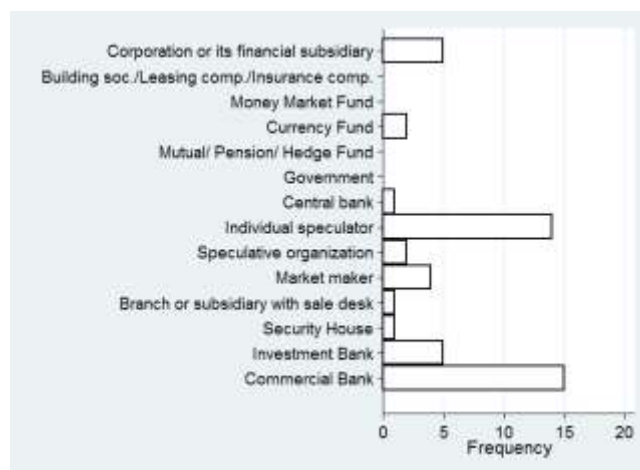 Corporation or its financial subsidiary
Building soc./Leasing comp./Insurance comp.
Money Market Fund
Currency Fund
Mutual/ Pension/ Hedge Fund
Government
Central bank
Individual speculator
Speculative organization
Market maker
Branch or subsidiary with sale desk
Security House
Investment Bank
Commercial Bank
0 5 10 15 20
Frequency